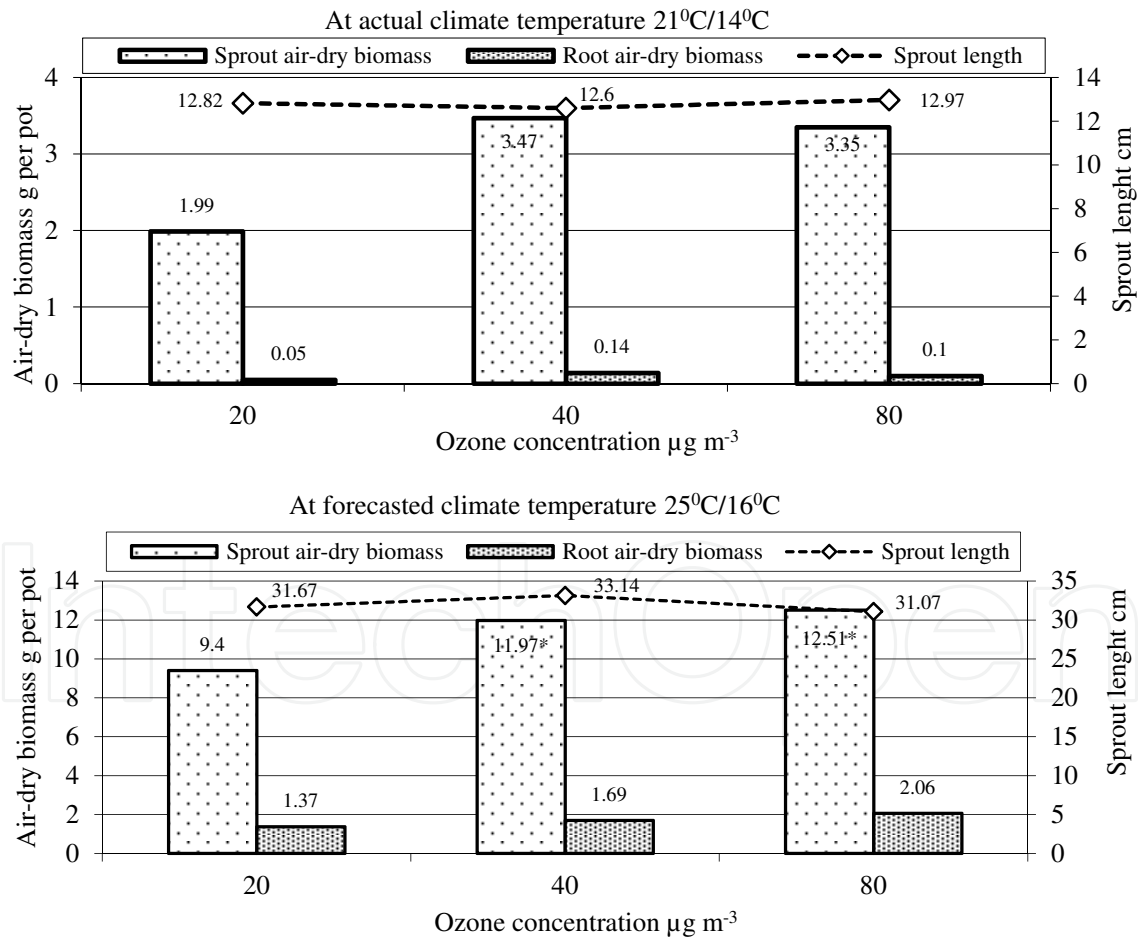 At actual climate temperature 21⁰C/14⁰C
Sprout air-dry biomass Root air-dry biomass Sprout length
4 14
12.82 12.6 12.97
12
3 3.47 3.35
10
1.99
2 8
6
1 4
0.05 0.14 0.1
2
0 0
20 40 80
Ozone concentration µg m⁻³
Air-dry biomass g per pot
Sprout lenght cm
At forecasted climate temperature 25⁰C/16⁰C
Sprout air-dry biomass Root air-dry biomass Sprout length
14 35
31.67 33.14 31.07
12 30
9.4 11.97* 12.51*
10 25
8 20
6 15
4 10
1.37 1.69 2.06
2 5
0 0
20 40 80
Ozone concentration µg m⁻³
Air-dry biomass g per pot
Sprout lenght cm
IntechOpen